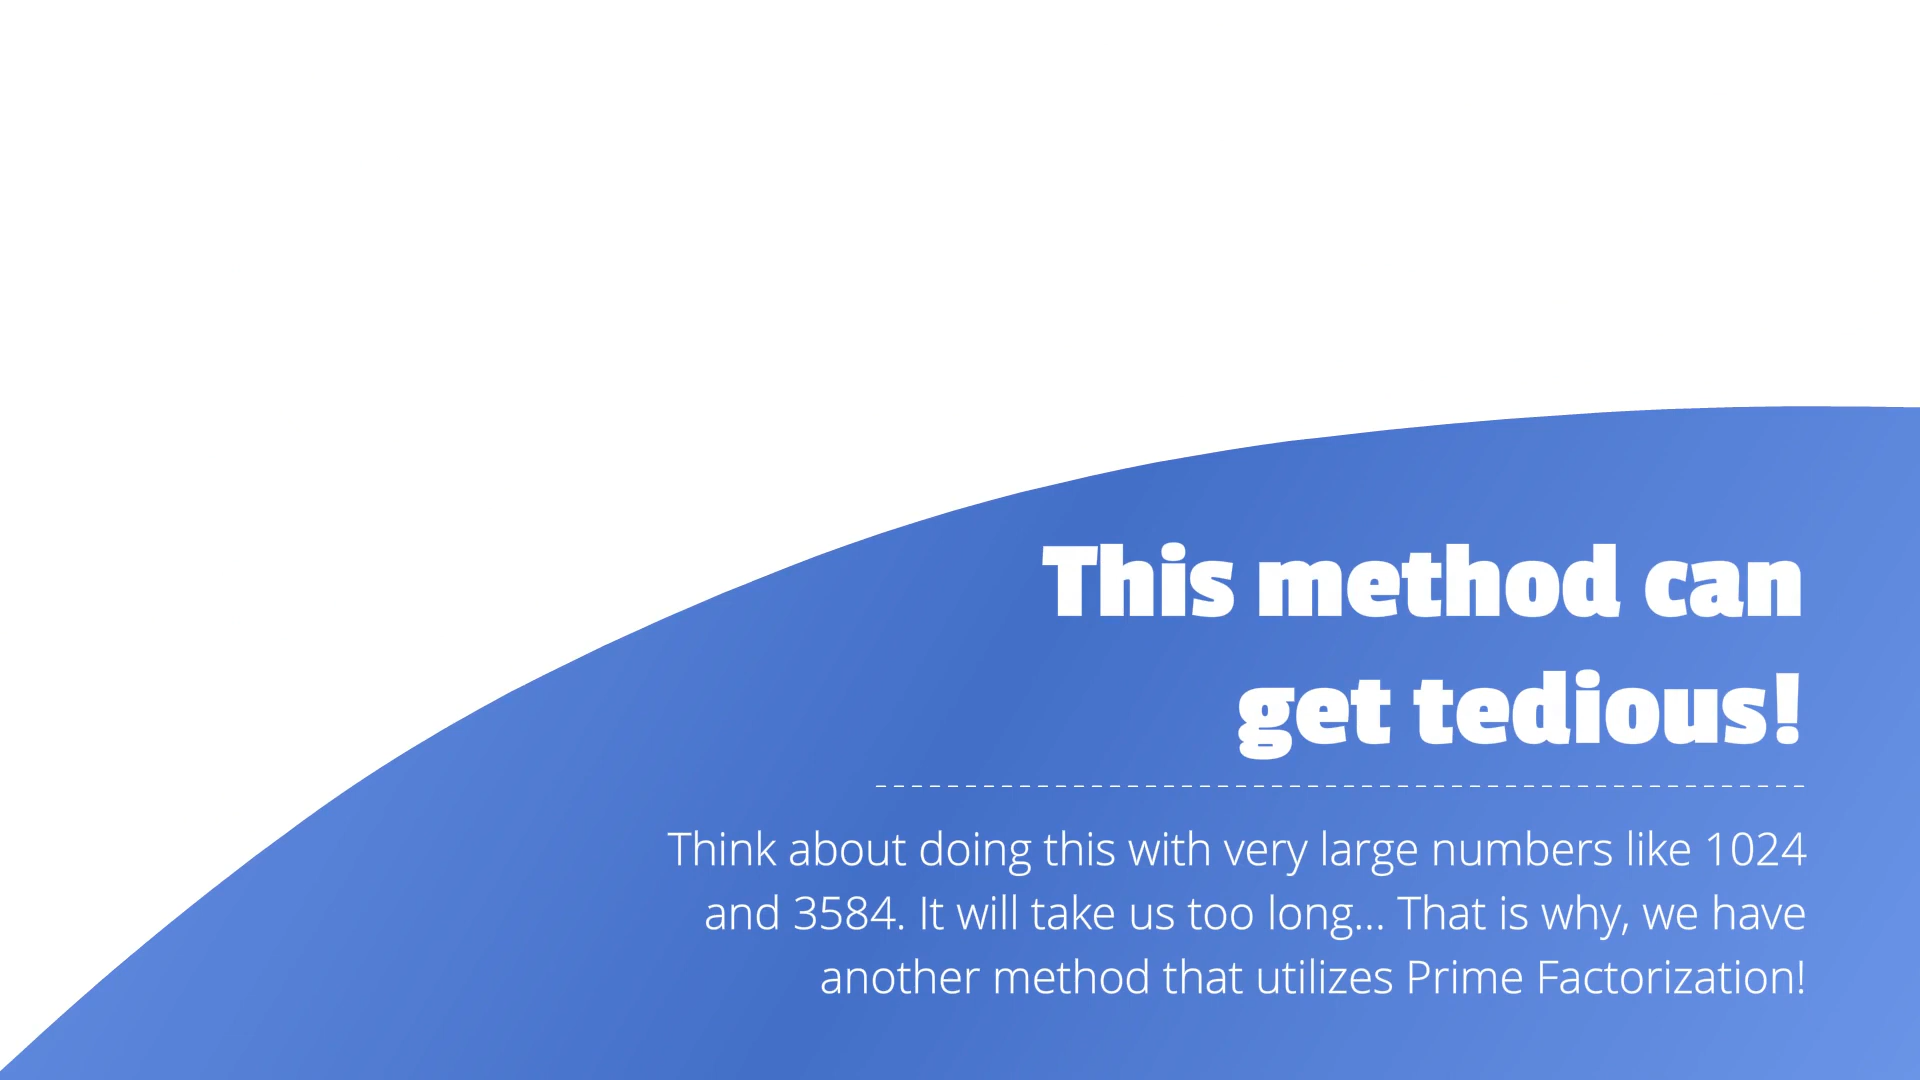 This method can
get tedious!
Think about doing this with very large numbers like 1024
and 3584. It will take us too long... That is why, we have
another method that utilizes Prime Factorization!